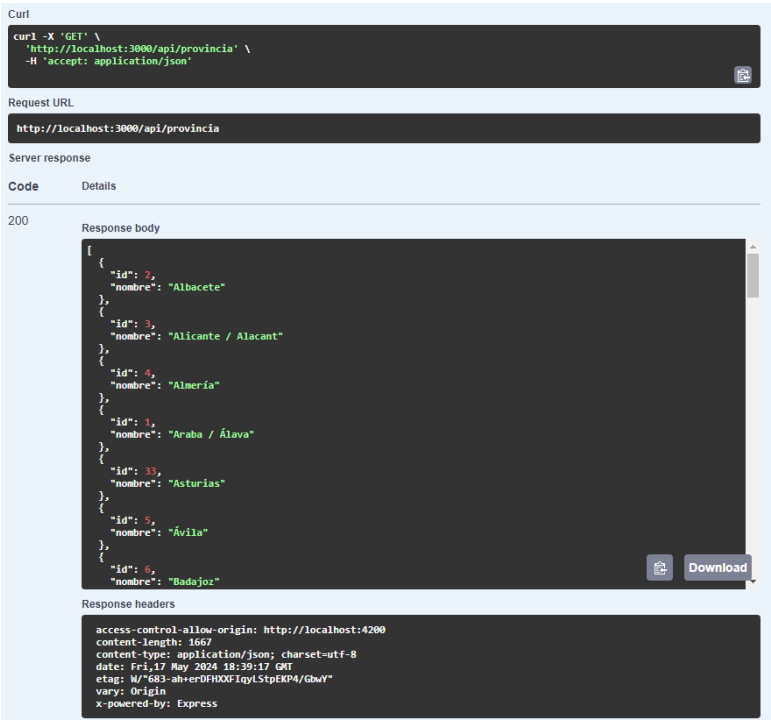 Curl
curl -X 'GET' \
  'http://localhost:3000/api/provincia' \
  -H 'accept: application/json'
Request URL
http://localhost:3000/api/provincia
Server response
Code Details
200
Response body
[
  {
    "id": 2,
    "nombre": "Albacete"
  },
  {
    "id": 3,
    "nombre": "Alicante / Alacant"
  },
  {
    "id": 4,
    "nombre": "Almería"
  },
  {
    "id": 1,
    "nombre": "Araba / Álava"
  },
  {
    "id": 33,
    "nombre": "Asturias"
  },
  {
    "id": 5,
    "nombre": "Ávila"
  },
  {
    "id": 6,
    "nombre": "Badajoz"
Download
Response headers
access-control-allow-origin: http://localhost:4200
content-length: 1667
content-type: application/json; charset=utf-8
date: Fri,17 May 2024 18:39:17 GMT
etag: W/"683-ah+erDFHXXFIqyLStpEKP4/GbwY"
vary: Origin
x-powered-by: Express